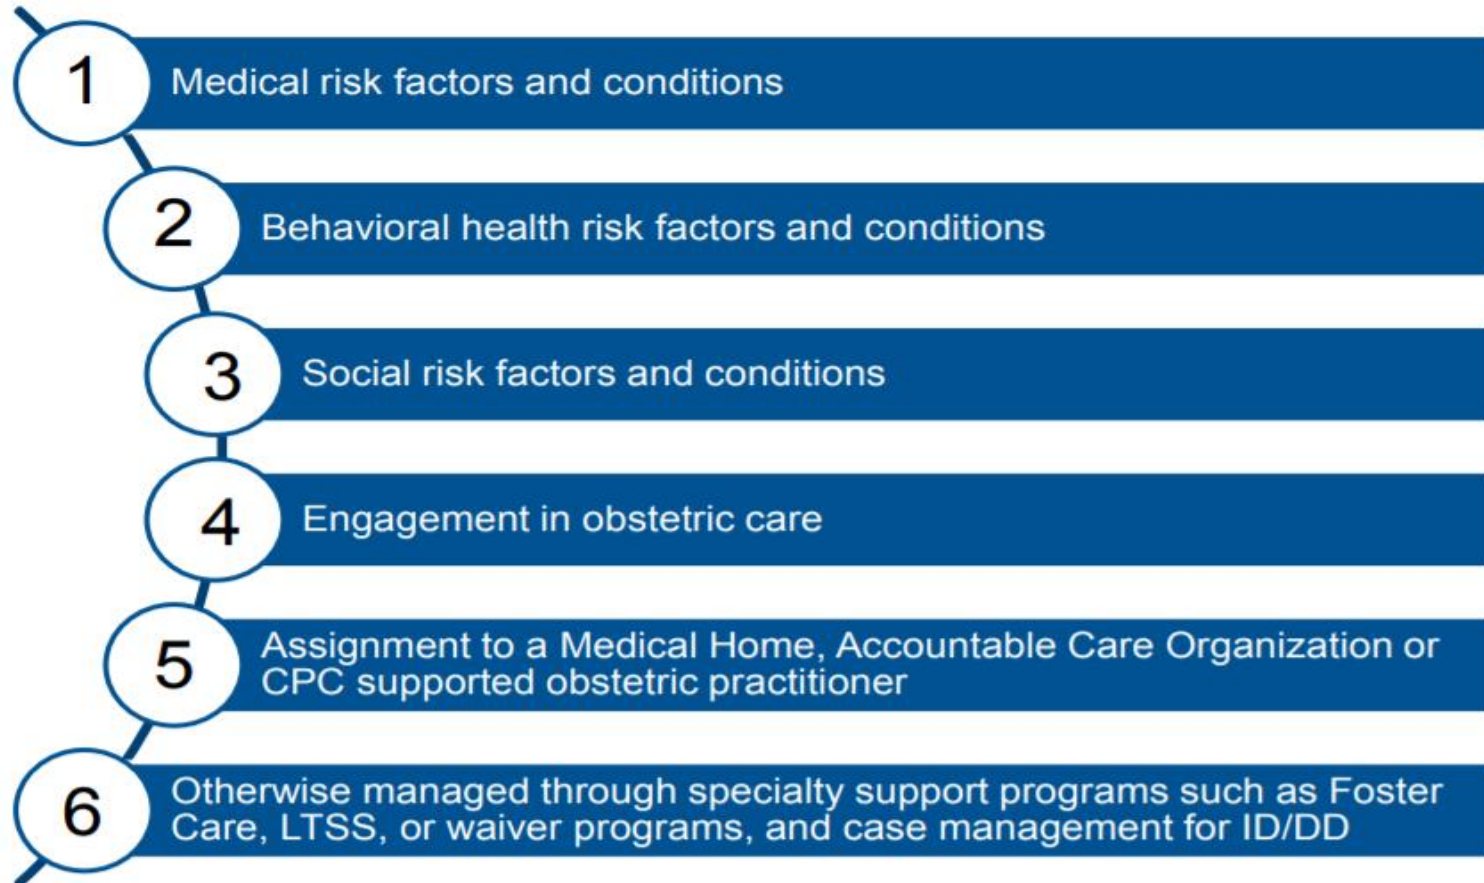 1
Medical risk factors and conditions
2
Behavioral health risk factors and conditions
3
Social risk factors and conditions
4
Engagement in obstetric care
5
Assignment to a Medical Home, Accountable Care Organization or
CPC supported obstetric practitioner
6
Otherwise managed through specialty support programs such as Foster
Care, LTSS, or waiver programs, and case management for ID/DD